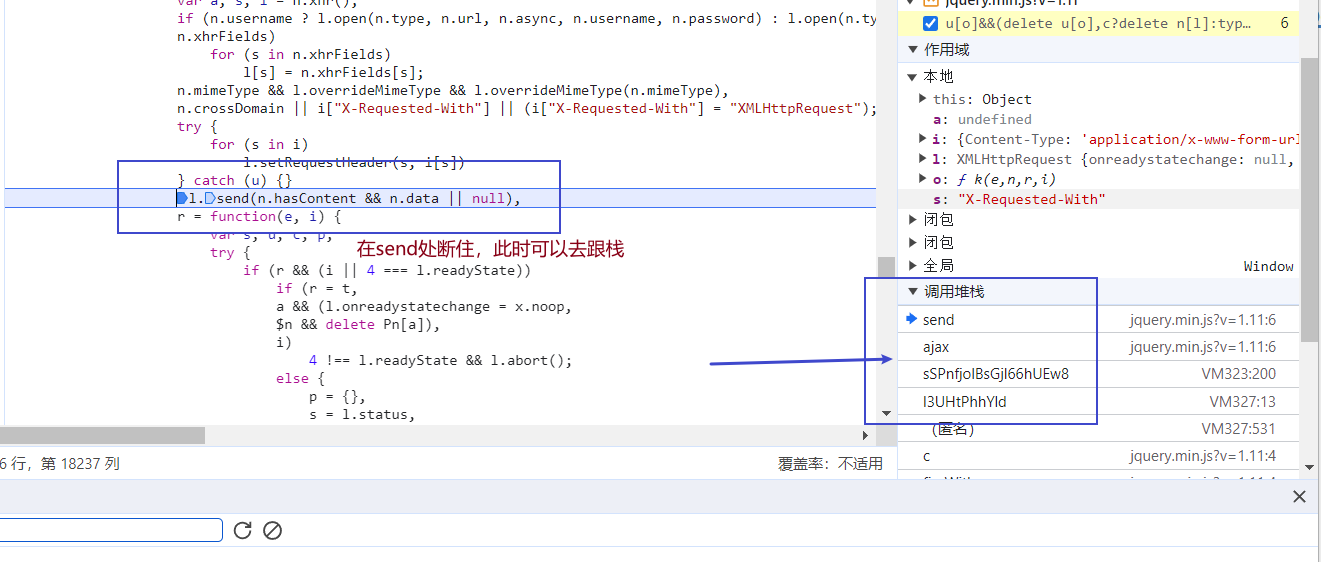 var a, s, l = n.xhr();
if (n.username ? l.open(n.type, n.url, n.async, n.username, n.password) : l.open(n.ty
n.xhrFields)
for (s in n.xhrFields)
l[s] = n.xhrFields[s];
n.mimeType && l.overrideMimeType && l.overrideMimeType(n.mimeType),
n.crossDomain || i["X-Requested-With"] || (i["X-Requested-With"] = "XMLHttpRequest");
try {
for (s in i)
l.setRequestHeader(s, i[s])
} catch (u) {}
l.send(n.hasContent && n.data || null),
r = function(e, i) {
var s, u, c, p;
try {
在send处断住，此时可以去跟栈
if (r && (i || 4 === l.readyState))
if (r = t,
a && (l.onreadystatechange = x.noop,
$n && delete Pn[a]),
i)
4 !== l.readyState && l.abort();
else {
p = {},
s = l.status,
6 行，第 18237 列
覆盖率：不适用
jquery.min.js?v=1.11
u[o]&&(delete u[o],c?delete n[l]:typ… 6
作用域
本地
this: Object
a: undefined
i: {Content-Type: 'application/x-www-form-url
l: XMLHttpRequest {onreadystatechange: null,
o: ƒ k(e,n,r,i)
s: "X-Requested-With"
闭包
闭包
全局 Window
调用堆栈
send jquery.min.js?v=1.11:6
ajax jquery.min.js?v=1.11:6
sSPnfjolBsGjl66hUEw8 VM323:200
l3UHtPhhYld VM327:13
（匿名） VM327:531
c jquery.min.js?v=1.11:4